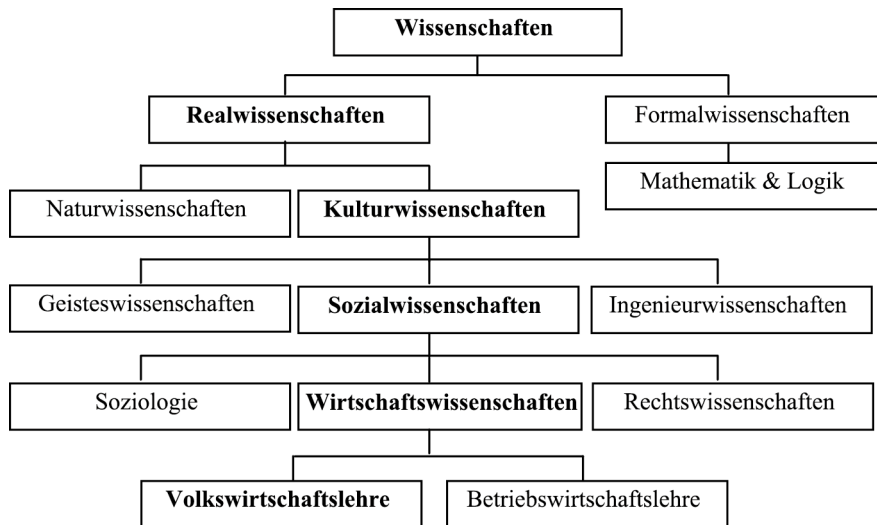 Wissenschaften
Realwissenschaften
Formalwissenschaften
Mathematik & Logik
Naturwissenschaften
Kulturwissenschaften
Geisteswissenschaften
Sozialwissenschaften
Ingenieurwissenschaften
Soziologie
Wirtschaftswissenschaften
Rechtswissenschaften
Volkswirtschaftslehre
Betriebswirtschaftslehre